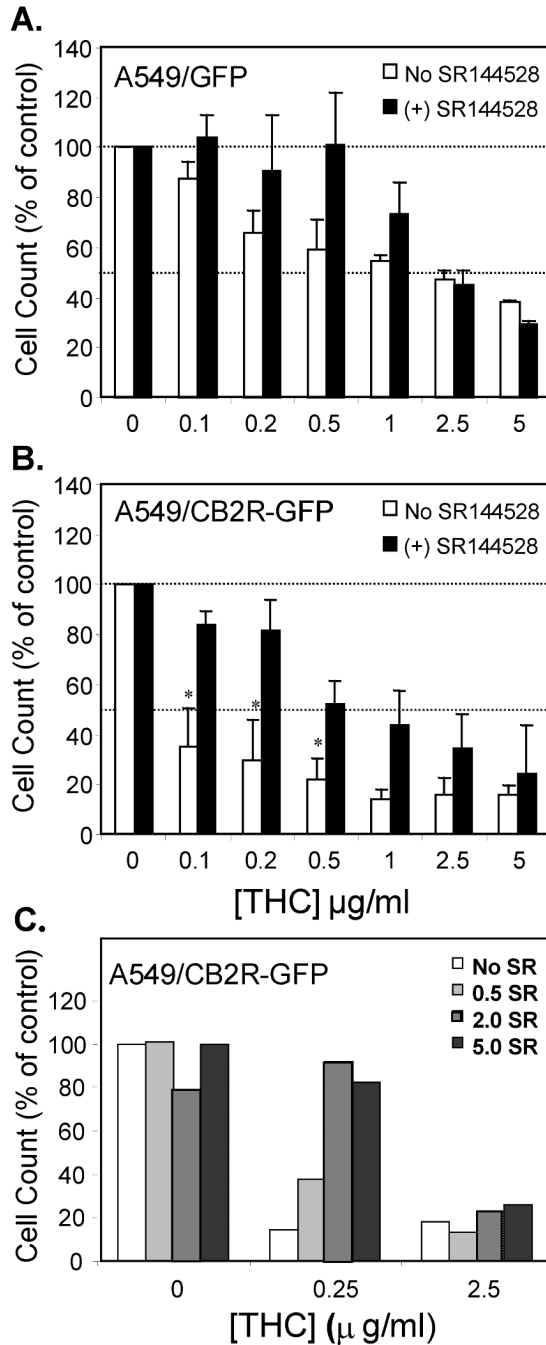 A.
A549/GFP
No SR144528
(+) SR144528
Cell Count (% of control)
140
120
100
80
60
40
20
0
0 0.1 0.2 0.5 1 2.5 5
B.
A549/CB2R-GFP
No SR144528
(+) SR144528
Cell Count (% of control)
140
120
100
80
60
40
20
0
* * *
0 0.1 0.2 0.5 1 2.5 5
[THC] µg/ml
C.
A549/CB2R-GFP
No SR
0.5 SR
2.0 SR
5.0 SR
Cell Count (% of control)
120
100
80
60
40
20
0
0 0.25 2.5
[THC] (μ g/ml)